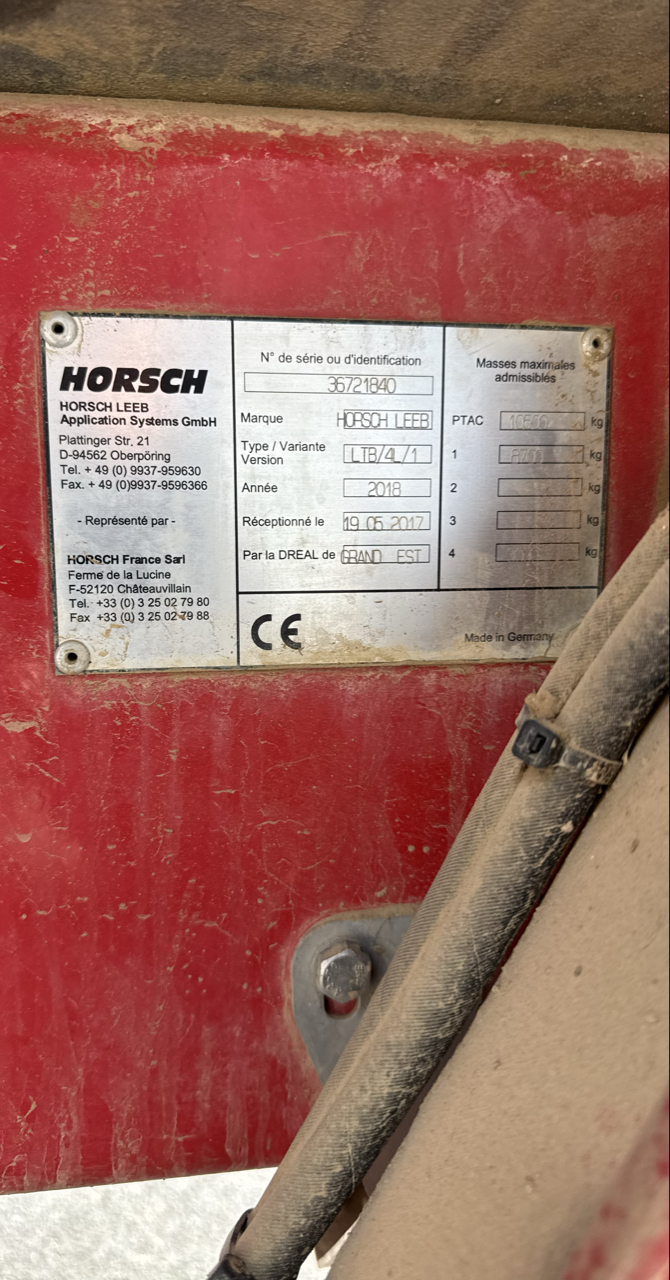 HORSCH
HORSCH LEEB
Application Systems GmbH
Plattinger Str. 21
D-94562 Oberpöring
Tel. + 49 (0) 9937-959630
Fax. + 49 (0)9937-9596366
- Représenté par -
HORSCH France Sarl
Ferme de la Lucine
F-52120 Châteauvillain
Tel. +33 (0) 3 25 02 79 80
Fax +33 (0) 3 25 02 79 88
N° de série ou d'identification
36721840
Marque HORSCH LEEB
Type / Variante
Version LTB/4L/1
Année 2018
Réceptionné le 19 05 2017
Par la DREAL de GRAND EST
CE
Masses maximales
admissibles
PTAC kg
1 kg
2 kg
3 kg
4 kg
Made in Germany